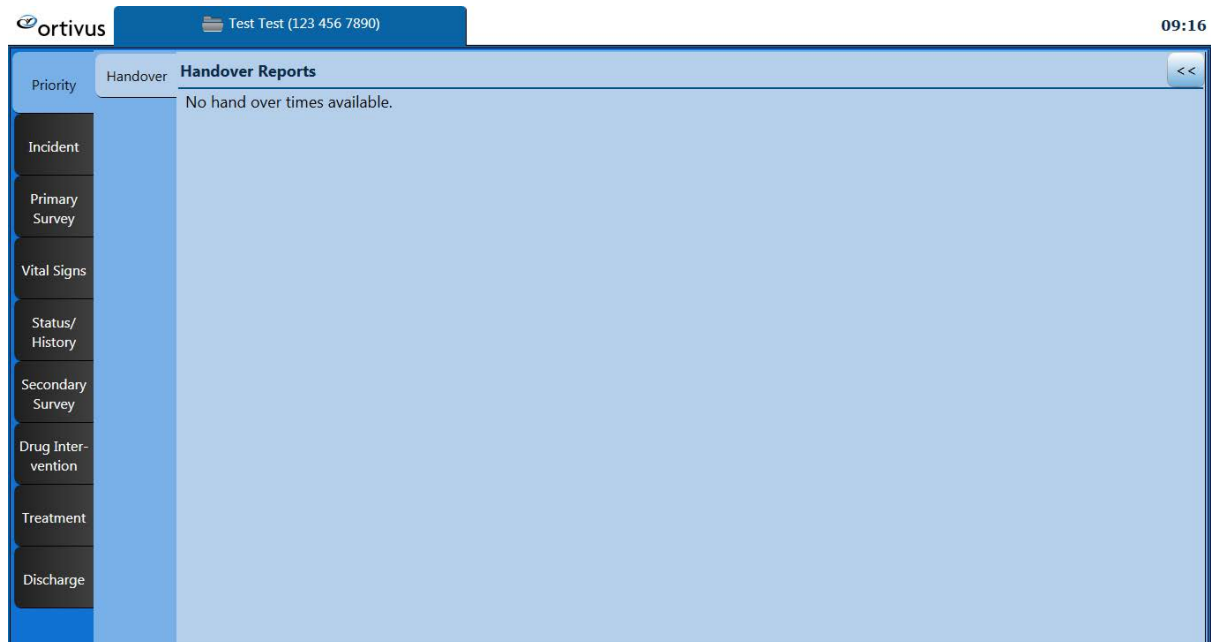 ortivus
Test Test (123 456 7890)
09:16
Priority
Handover
Handover Reports
<<
No hand over times available.
Incident
Primary
Survey
Vital Signs
Status/
History
Secondary
Survey
Drug Inter-
vention
Treatment
Discharge